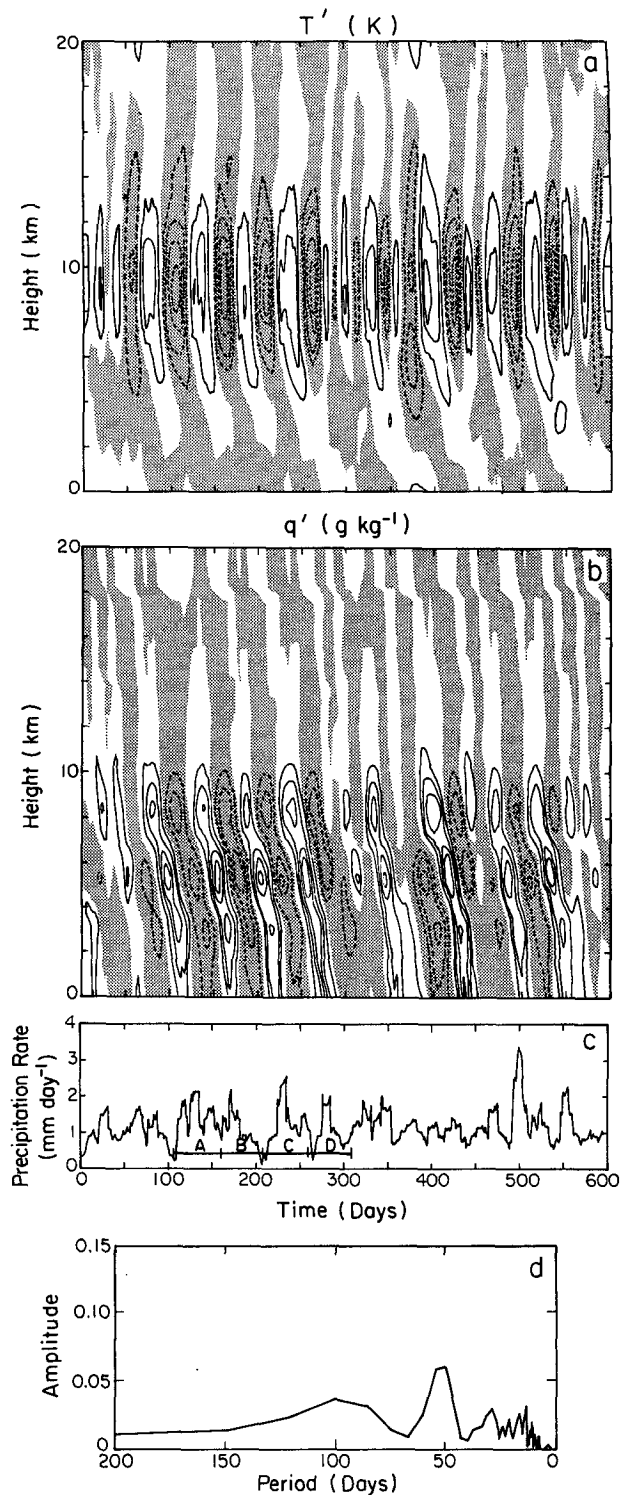 T′ (K)
a
20
10
0
Height (km)
q′ (g kg⁻¹)
b
20
10
0
Height (km)
c
4
3
2
1
0
Precipitation Rate
(mm day⁻¹)
A B C D
0 100 200 300 400 500 600
Time (Days)
d
0.15
0.10
0.05
0
Amplitude
200 150 100 50 0
Period (Days)